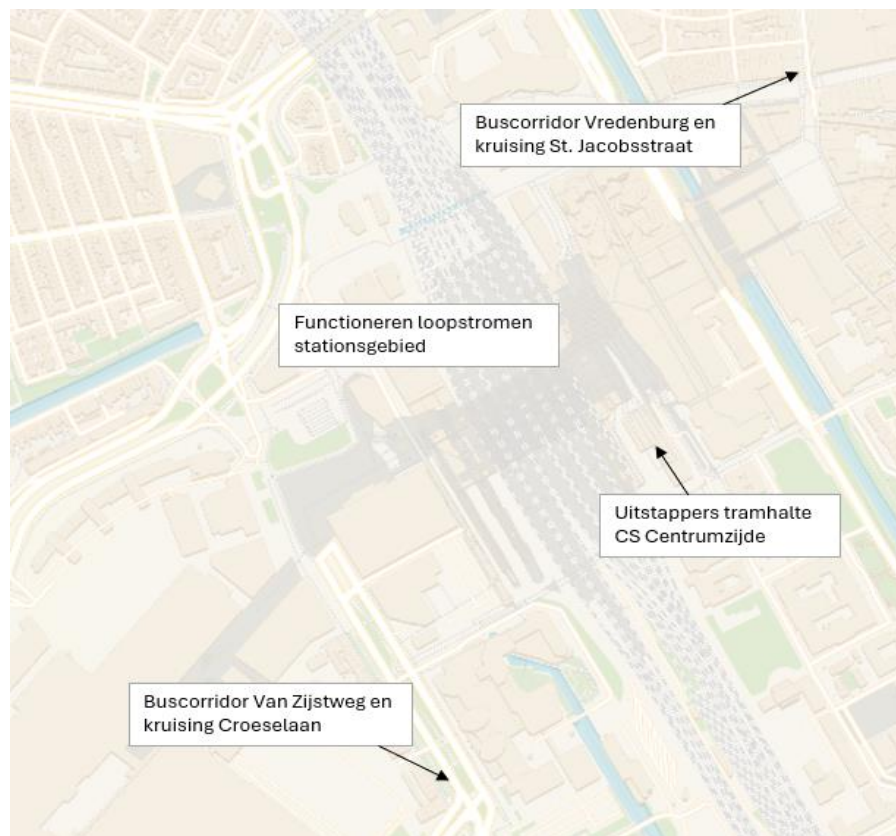 Buscorridor Vredenburg en
kruising St. Jacobsstraat
Functioneren loopstromen
stationsgebied
Uitstappers tramhalte
CS Centrumzijde
Buscorridor Van Zijstweg en
kruising Croeselaan